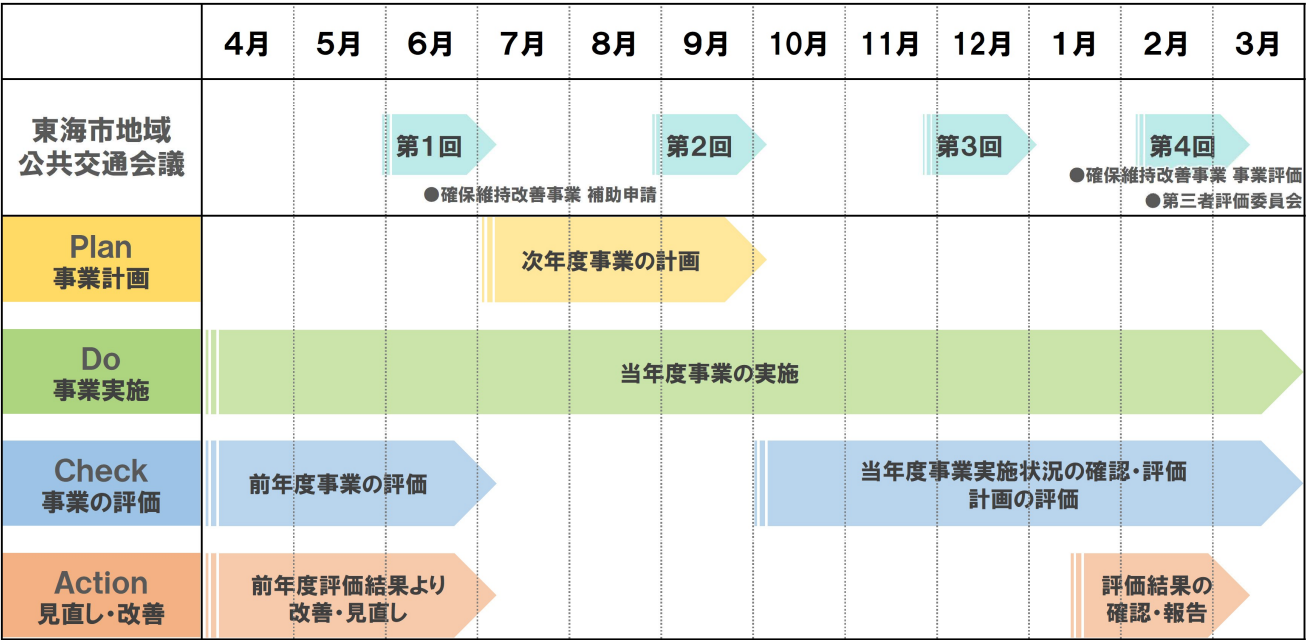 4月 5月 6月 7月 8月 9月 10月 11月 12月 1月 2月 3月
東海市地域
公共交通会議
第1回 第2回 第3回 第4回
●確保維持改善事業 補助申請
●確保維持改善事業 事業評価
●第三者評価委員会
Plan
事業計画
次年度事業の計画
Do
事業実施
当年度事業の実施
Check
事業の評価
前年度事業の評価
当年度事業実施状況の確認・評価
計画の評価
Action
見直し・改善
前年度評価結果より
改善・見直し
評価結果の
確認・報告